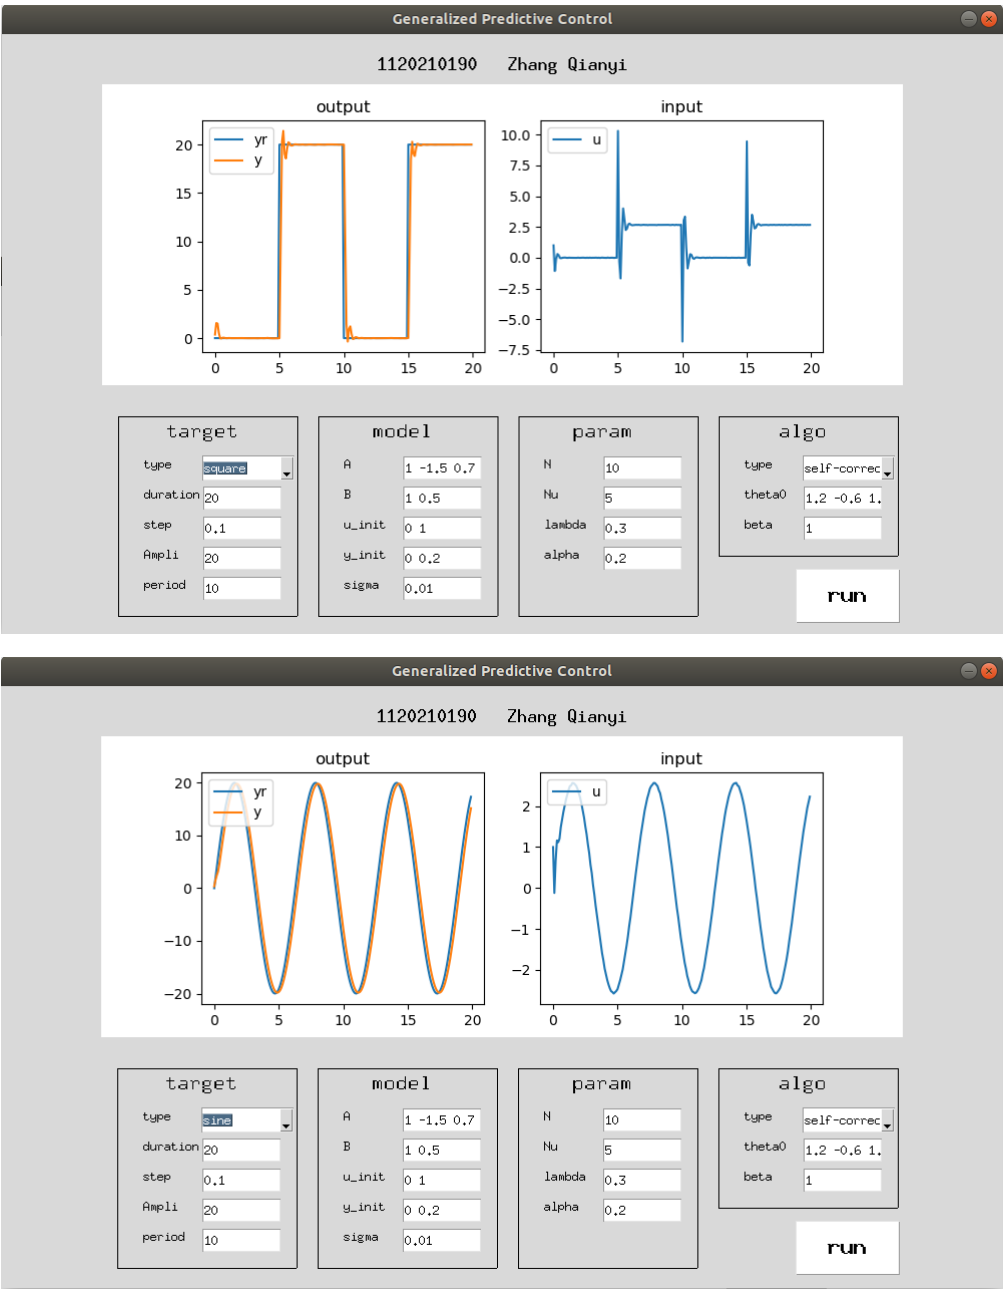 Generalized Predictive Control
1120210190 Zhang Qianyi
output
input
yr
y
u
20
15
10
5
0
0 5 10 15 20
10.0
7.5
5.0
2.5
0.0
−2.5
−5.0
−7.5
0 5 10 15 20
target
type square
duration 20
step 0.1
Ampli 20
period 10
model
A 1 -1.5 0.7
B 1 0.5
u_init 0 1
y_init 0 0.2
sigma 0.01
param
N 10
Nu 5
lambda 0.3
alpha 0.2
algo
type self-correc
theta0 1.2 -0.6 1.
beta 1
run
Generalized Predictive Control
1120210190 Zhang Qianyi
output
input
yr
y
u
20
10
0
−10
−20
0 5 10 15 20
2
1
0
−1
−2
0 5 10 15 20
target
type sine
duration 20
step 0.1
Ampli 20
period 10
model
A 1 -1.5 0.7
B 1 0.5
u_init 0 1
y_init 0 0.2
sigma 0.01
param
N 10
Nu 5
lambda 0.3
alpha 0.2
algo
type self-correc
theta0 1.2 -0.6 1.
beta 1
run